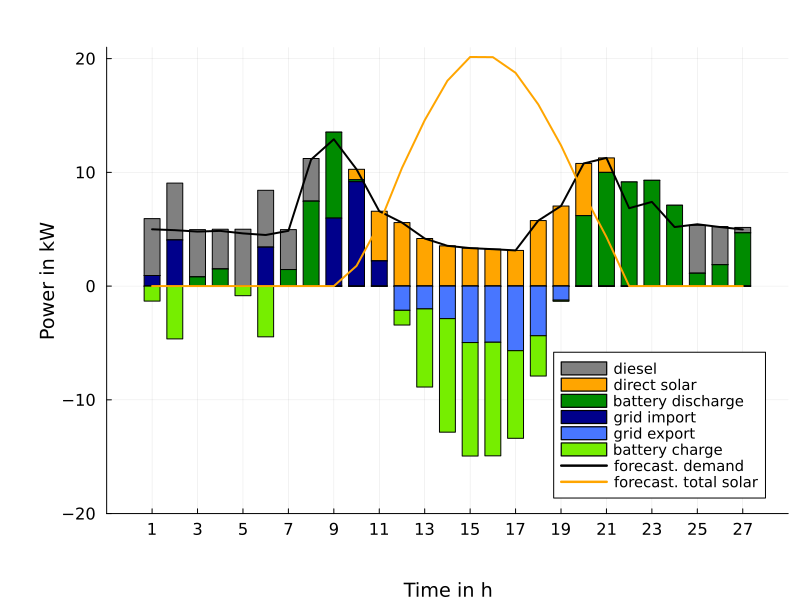 Power in kW
20
10
0
−10
−20
1 3 5 7 9 11 13 15 17 19 21 23 25 27
Time in h
diesel
direct solar
battery discharge
grid import
grid export
battery charge
forecast. demand
forecast. total solar